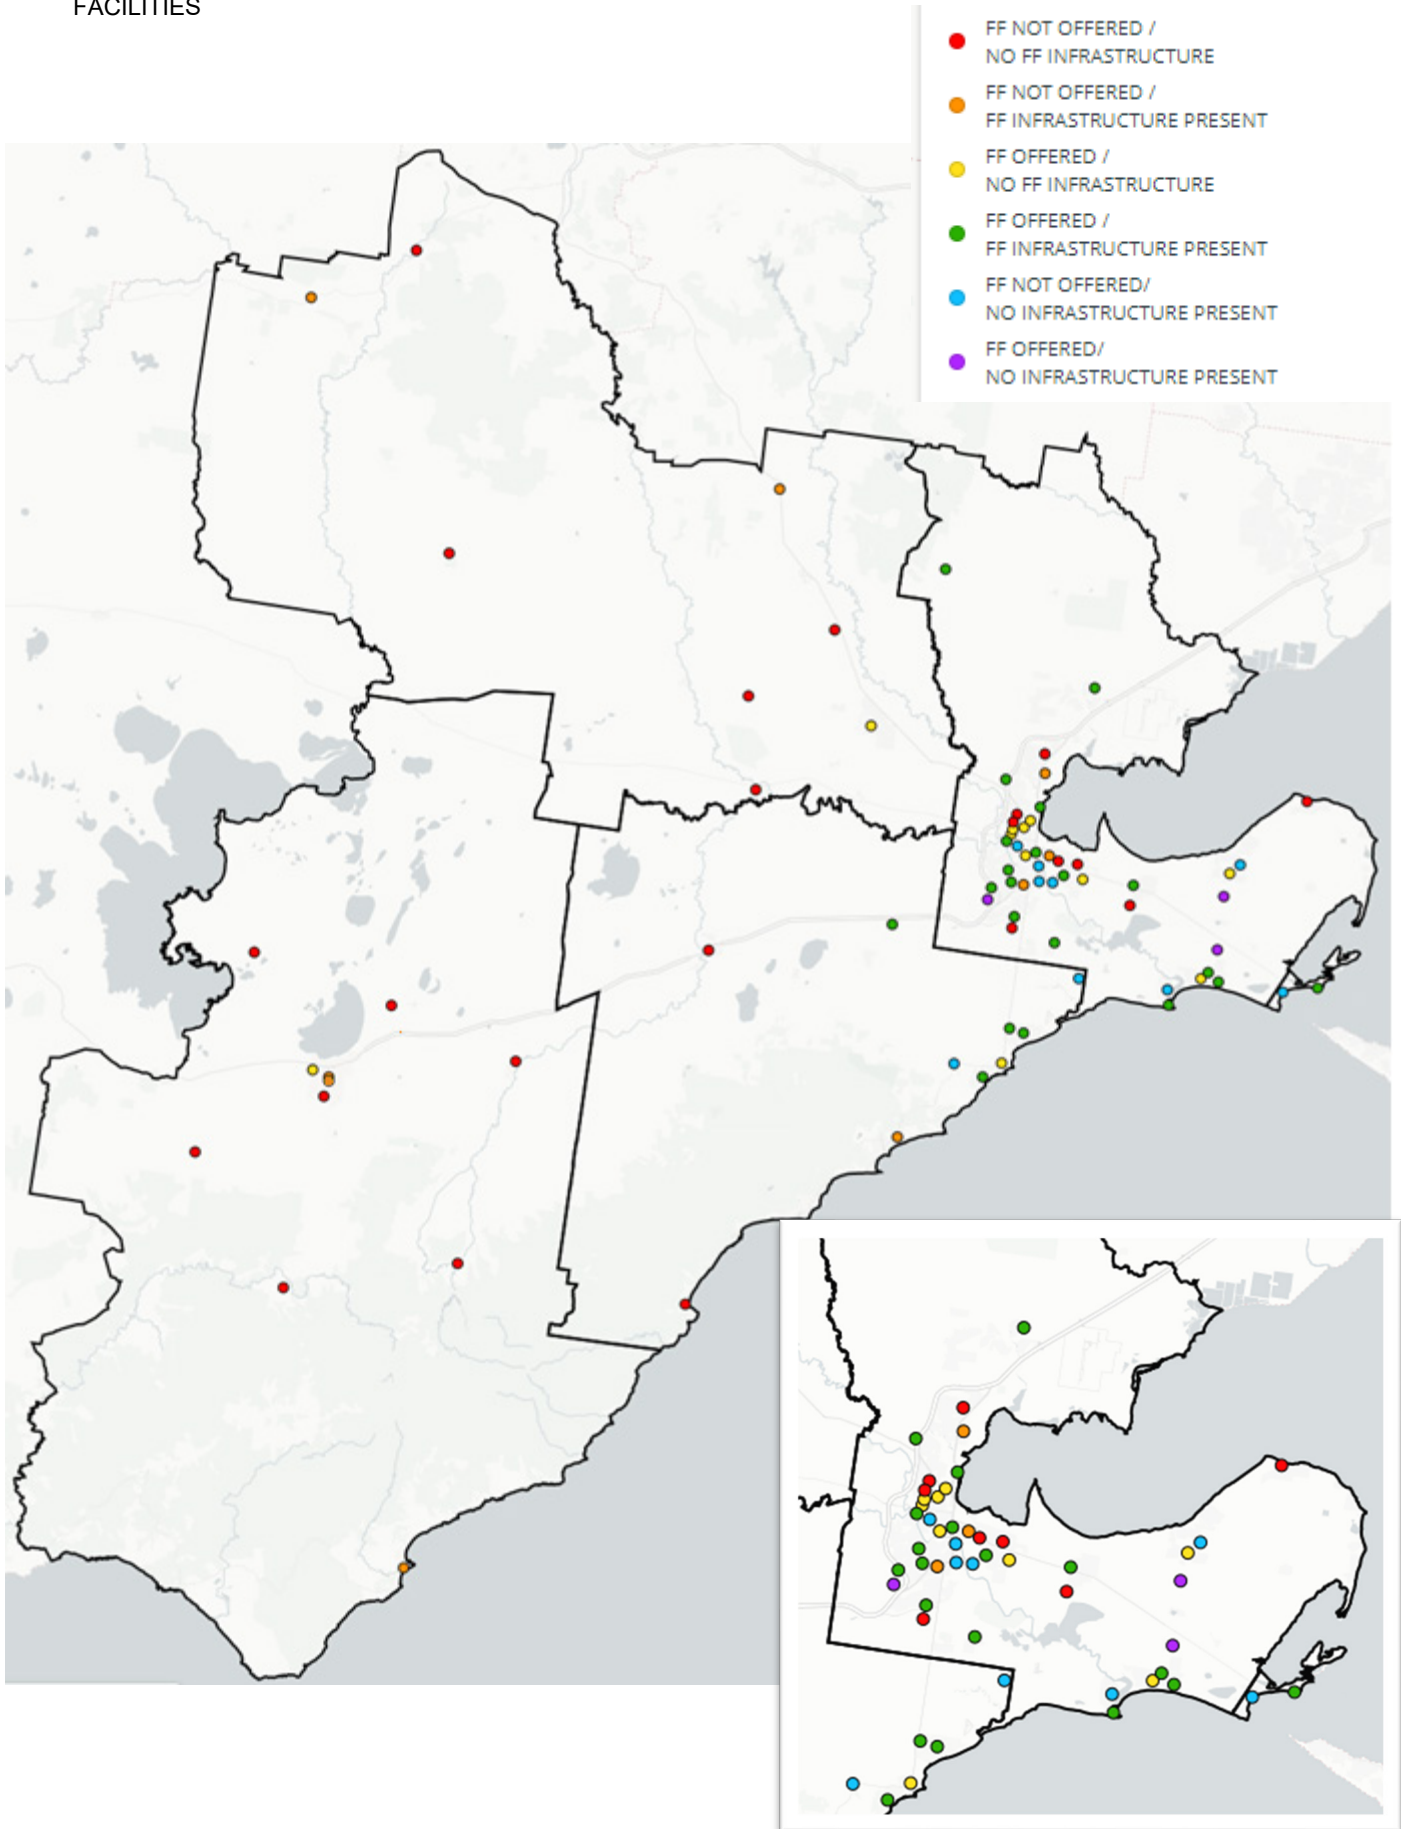 FACILITIES
FF NOT OFFERED /
NO FF INFRASTRUCTURE
FF NOT OFFERED /
FF INFRASTRUCTURE PRESENT
FF OFFERED /
NO FF INFRASTRUCTURE
FF OFFERED /
FF INFRASTRUCTURE PRESENT
FF NOT OFFERED/
NO INFRASTRUCTURE PRESENT
FF OFFERED/
NO INFRASTRUCTURE PRESENT